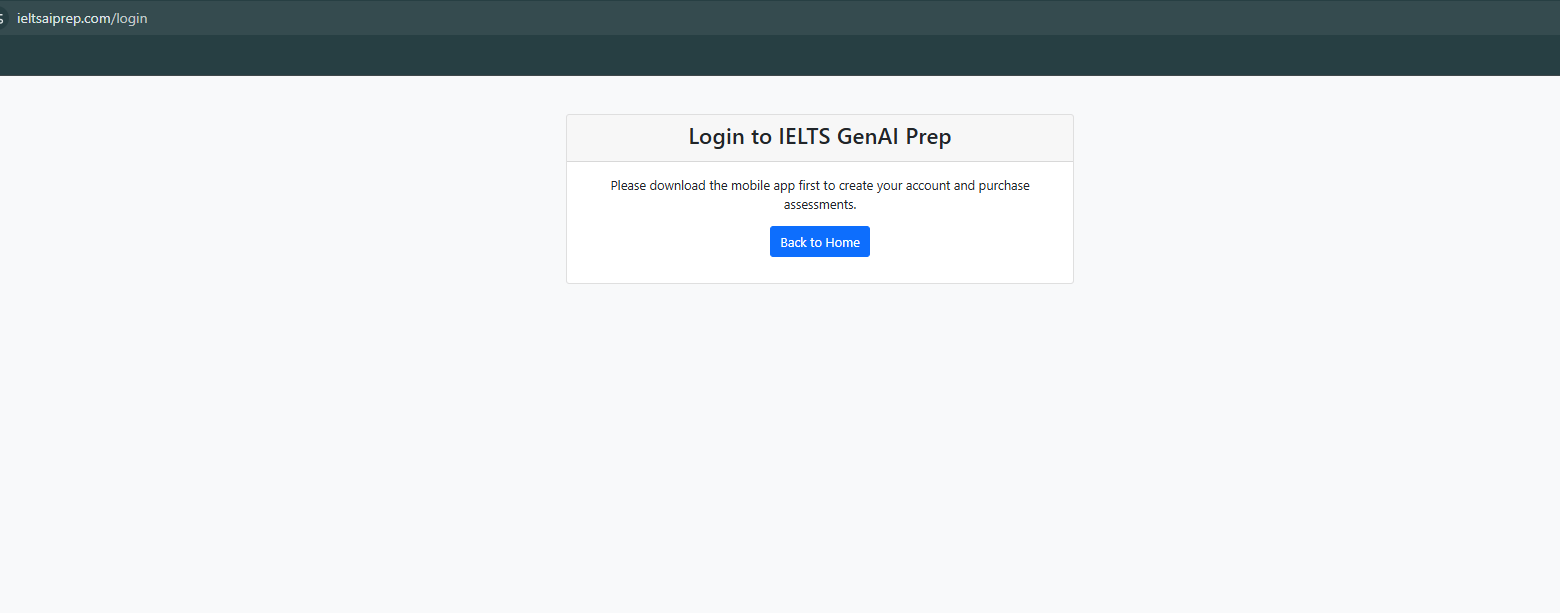 ieltsaiprep.com/login
Login to IELTS GenAI Prep
Please download the mobile app first to create your account and purchase
assessments.
Back to Home